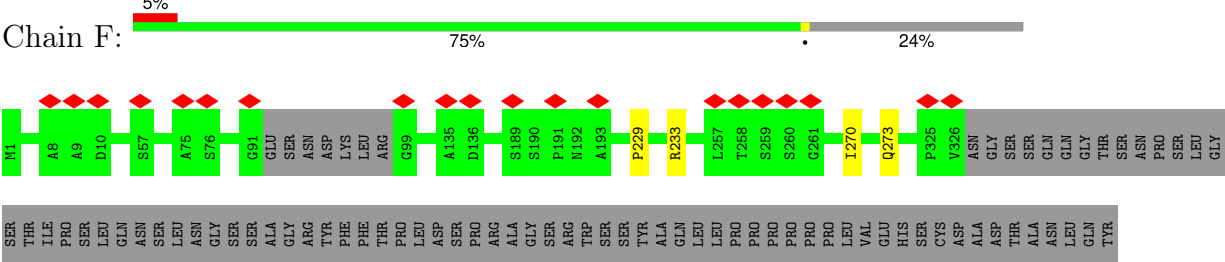 5%
Chain F:
75% • 24%
M1 A8 A9 D10 S57 A75 S76 G91 GLU SER ASN ASP LYS LEU ARG G99 A135 D136 S189 S190 P191 N192 A193 P229 R233 L257 T258 S259 S260 G261 I270 Q273 P325 V326 ASN GLY SER SER GLN GLN GLY THR SER ASN PRO SER LEU GLY
SER THR ILE PRO SER LEU GLN ASN SER LEU ASN GLY SER SER ALA GLY ARG TYR PHE PHE THR PRO LEU ASP SER PRO ARG ALA GLY SER ARG TRP SER SER TYR ALA GLN LEU LEU PRO PRO PRO PRO PRO PRO LEU VAL GLU HIS SER CYS ASP ALA ASP THR ALA ASN LEU GLN TYR